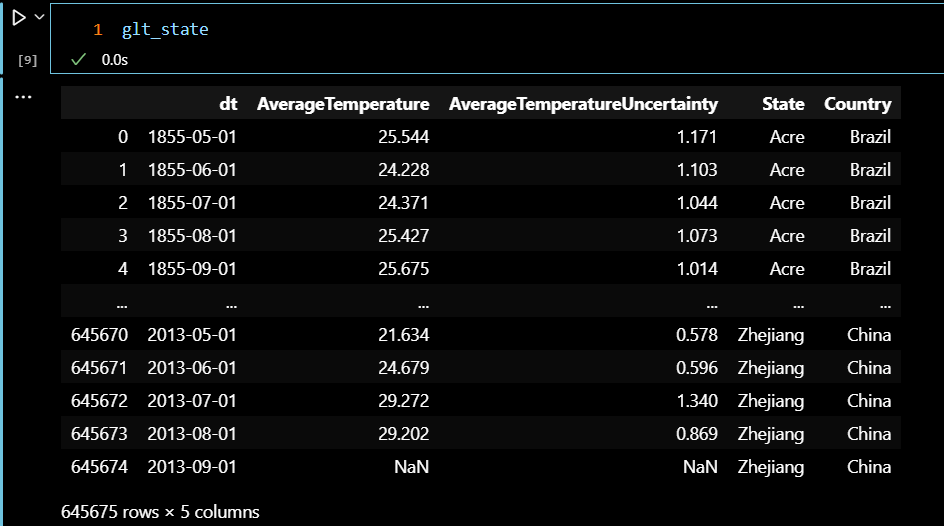 1 glt_state
[9] 0.0s
...
dt AverageTemperature AverageTemperatureUncertainty State Country
0 1855-05-01 25.544 1.171 Acre Brazil
1 1855-06-01 24.228 1.103 Acre Brazil
2 1855-07-01 24.371 1.044 Acre Brazil
3 1855-08-01 25.427 1.073 Acre Brazil
4 1855-09-01 25.675 1.014 Acre Brazil
... ... ... ... ... ...
645670 2013-05-01 21.634 0.578 Zhejiang China
645671 2013-06-01 24.679 0.596 Zhejiang China
645672 2013-07-01 29.272 1.340 Zhejiang China
645673 2013-08-01 29.202 0.869 Zhejiang China
645674 2013-09-01 NaN NaN Zhejiang China
645675 rows × 5 columns